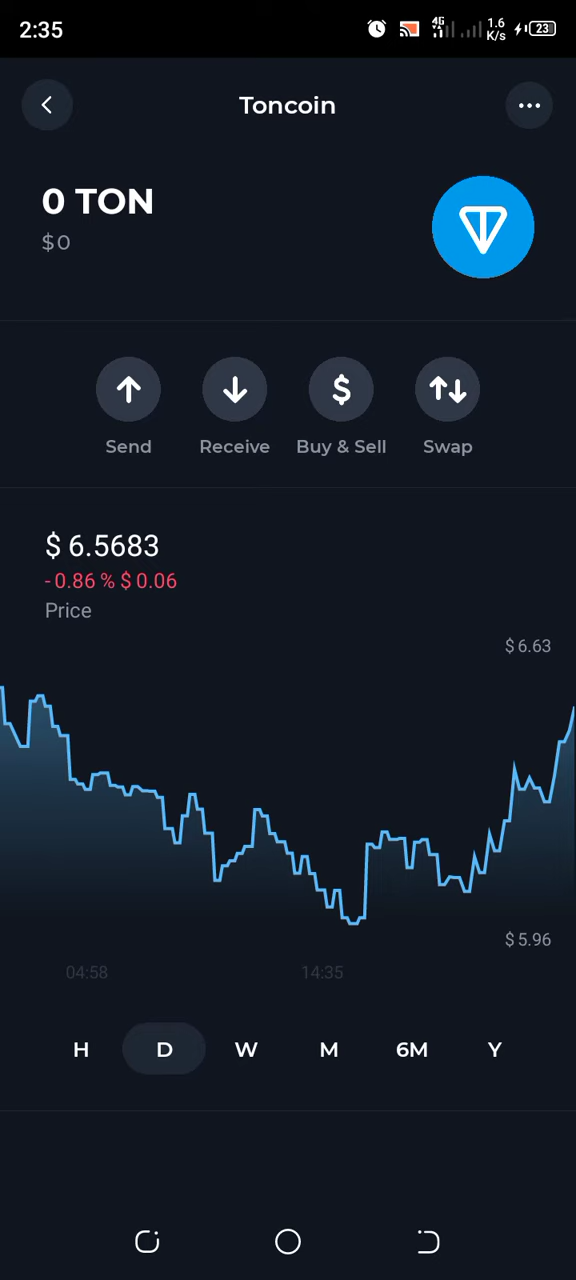 2:35
4G
1.6
K/s
23
Toncoin
0 TON
$0
Send
Receive
Buy & Sell
Swap
$ 6.5683
- 0.86 % $ 0.06
Price
$ 6.63
$ 5.96
04:58
14:35
H
D
W
M
6M
Y